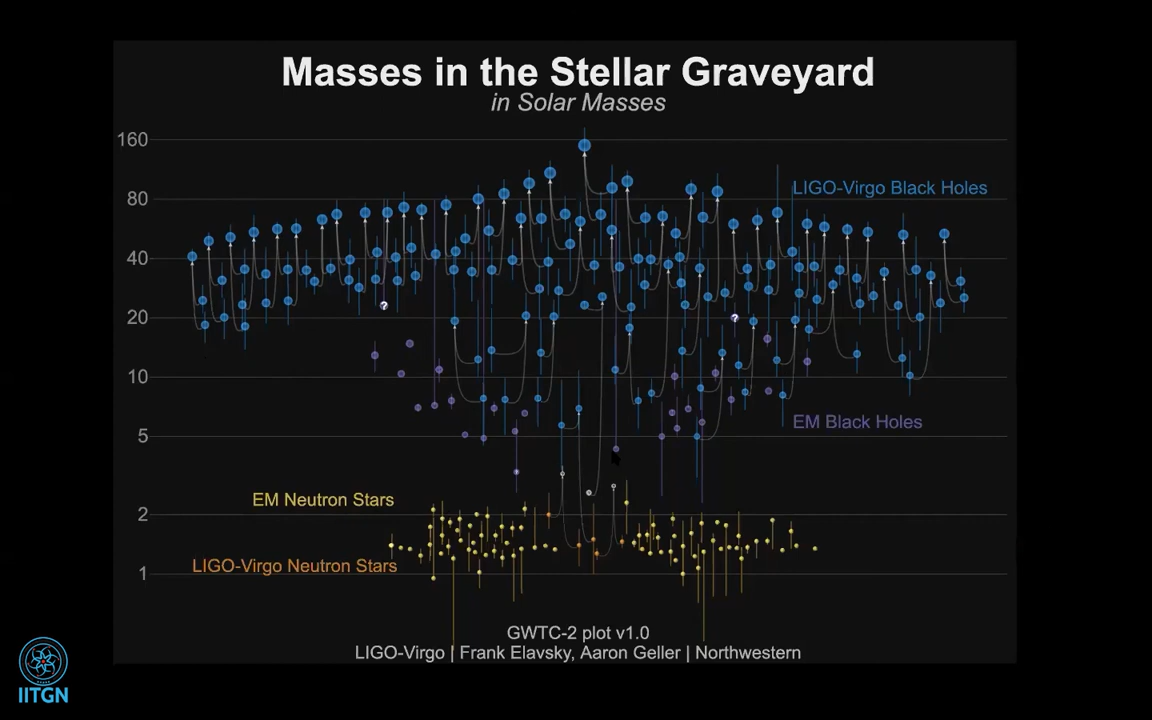 Masses in the Stellar Graveyard
in Solar Masses
160
80
LIGO-Virgo Black Holes
40
20
10
EM Black Holes
5
EM Neutron Stars
2
LIGO-Virgo Neutron Stars
1
GWTC-2 plot v1.0
LIGO-Virgo | Frank Elavsky, Aaron Geller | Northwestern
IITGN